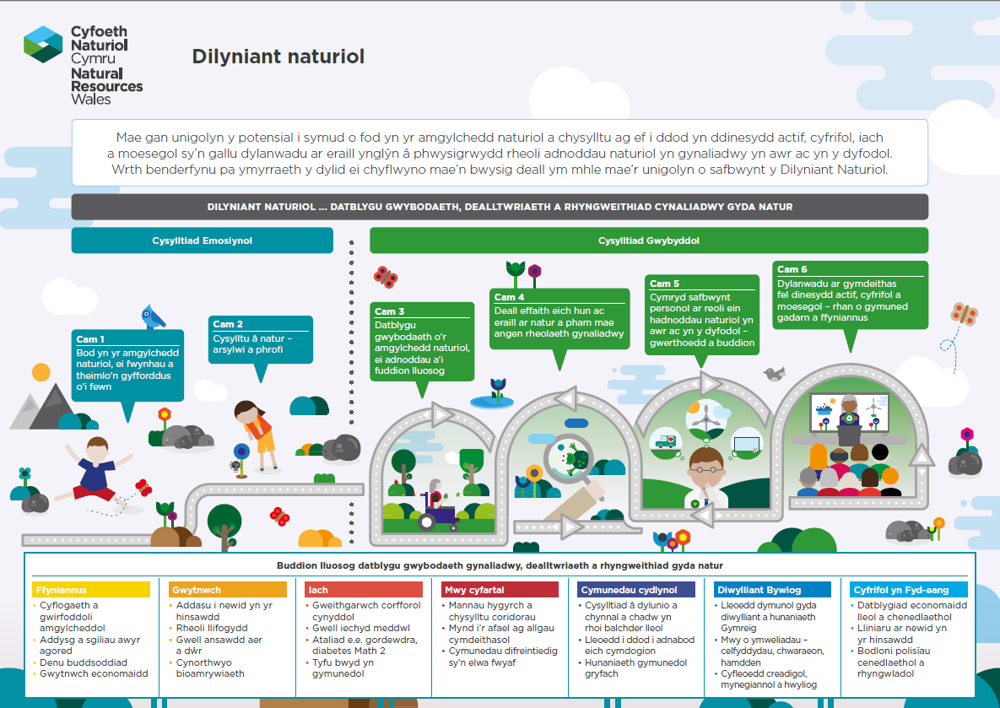 Cyfoeth
Naturiol
Cymru
Natural
Resources
Wales
Dilyniant naturiol
Mae gan unigolyn y potensial i symud o fod yn yr amgylchedd naturiol a chysylltu ag ef i ddod yn ddinesydd actif, cyfrifol, iach
a moesegol sy'n gallu dylanwadu ar eraill ynglŷn â phwysigrwydd rheoli adnoddau naturiol yn gynaliadwy yn awr ac yn y dyfodol.
Wrth benderfynu pa ymyrraeth y dylid ei chyflwyno mae'n bwysig deall ym mhle mae'r unigolyn o safbwynt y Dilyniant Naturiol.
DILYNIANT NATURIOL ... DATBLYGU GWYBODAETH, DEALLTWRIAETH A RHYNGWEITHIAD CYNALIADWY GYDA NATUR
Cysylltiad Emosiynol
Cysylltiad Gwybyddol
Cam 1
Bod yn yr amgylchedd
naturiol, ei fwynhau a
theimlo'n gyfforddus
o'i fewn
Cam 2
Cysylltu â natur –
arsylwi a phrofi
Cam 3
Datblygu
gwybodaeth o'r
amgylchedd naturiol,
ei adnoddau a'i
fuddion lluosog
Cam 4
Deall effaith eich hun ac
eraill ar natur a pham mae
angen rheolaeth gynaliadwy
Cam 5
Cymryd safbwynt
personol ar reoli ein
hadnoddau naturiol yn
awr ac yn y dyfodol –
gwerthoedd a buddion
Cam 6
Dylanwadu ar gymdeithas
fel dinesydd actif, cyfrifol a
moesegol – rhan o gymuned
gadarn a ffyniannus
Buddion lluosog datblygu gwybodaeth gynaliadwy, dealltwriaeth a rhyngweithiad gyda natur
Ffyniannus
• Cyflogaeth a
gwirfoddoli
amgylcheddol
• Addysg a sgiliau awyr
agored
• Denu buddsoddiad
• Gwytnwch economaidd
Gwytnwch
• Addasu i newid yn yr
hinsawdd
• Rheoli llifogydd
• Gwell ansawdd aer
a dŵr
• Cynorthwyo
bioamrywiaeth
Iach
• Gweithgarwch corfforol
cynyddol
• Gwell iechyd meddwl
• Ataliad e.e. gordewdra,
diabetes Math 2
• Tyfu bwyd yn
gymunedol
Mwy cyfartal
• Mannau hygyrch a
chysylltu coridorau
• Mynd i'r afael ag allgau
cymdeithasol
• Cymunedau difreintiedig
sy'n elwa fwyaf
Cymunedau cydlynol
• Cysylltiad â dylunio a
chynnal a chadw yn
rhoi balchder lleol
• Lleoedd i ddod i adnabod
eich cymdogion
• Hunaniaeth gymunedol
gryfach
Diwylliant Bywiog
• Lleoedd dymunol gyda
diwylliant a hunaniaeth
Gymreig
• Mwy o ymweliadau –
celfyddydau, chwaraeon,
hamdden
• Cyfleoedd creadigol,
mynegiannol a hwyliog
Cyfrifol yn Fyd-eang
• Datblygiad economaidd
lleol a chenedlaethol
• Lliniaru ar newid yn
yr hinsawdd
• Bodloni polisïau
cenedlaethol a
rhyngwladol